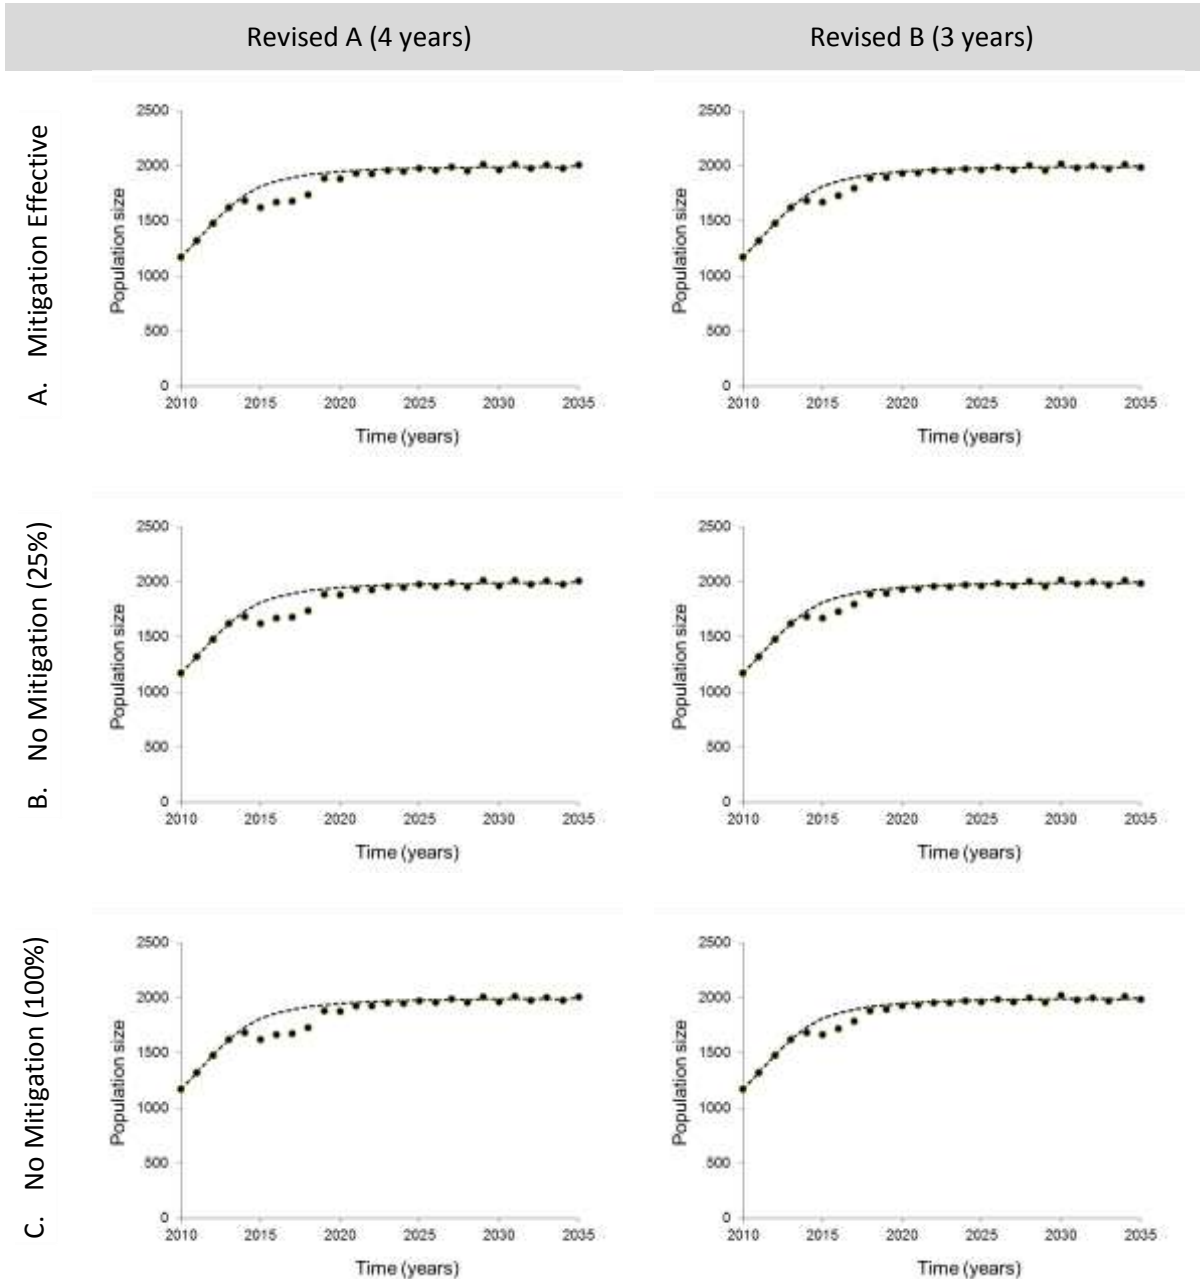 Revised A (4 years)
Revised B (3 years)
A. Mitigation Effective
2500
2000
1500
1000
500
0
Population size
2010 2015 2020 2025 2030 2035
Time (years)
2500
2000
1500
1000
500
0
Population size
2010 2015 2020 2025 2030 2035
Time (years)
B. No Mitigation (25%)
2500
2000
1500
1000
500
0
Population size
2010 2015 2020 2025 2030 2035
Time (years)
2500
2000
1500
1000
500
0
Population size
2010 2015 2020 2025 2030 2035
Time (years)
C. No Mitigation (100%)
2500
2000
1500
1000
500
0
Population size
2010 2015 2020 2025 2030 2035
Time (years)
2500
2000
1500
1000
500
0
Population size
2010 2015 2020 2025 2030 2035
Time (years)